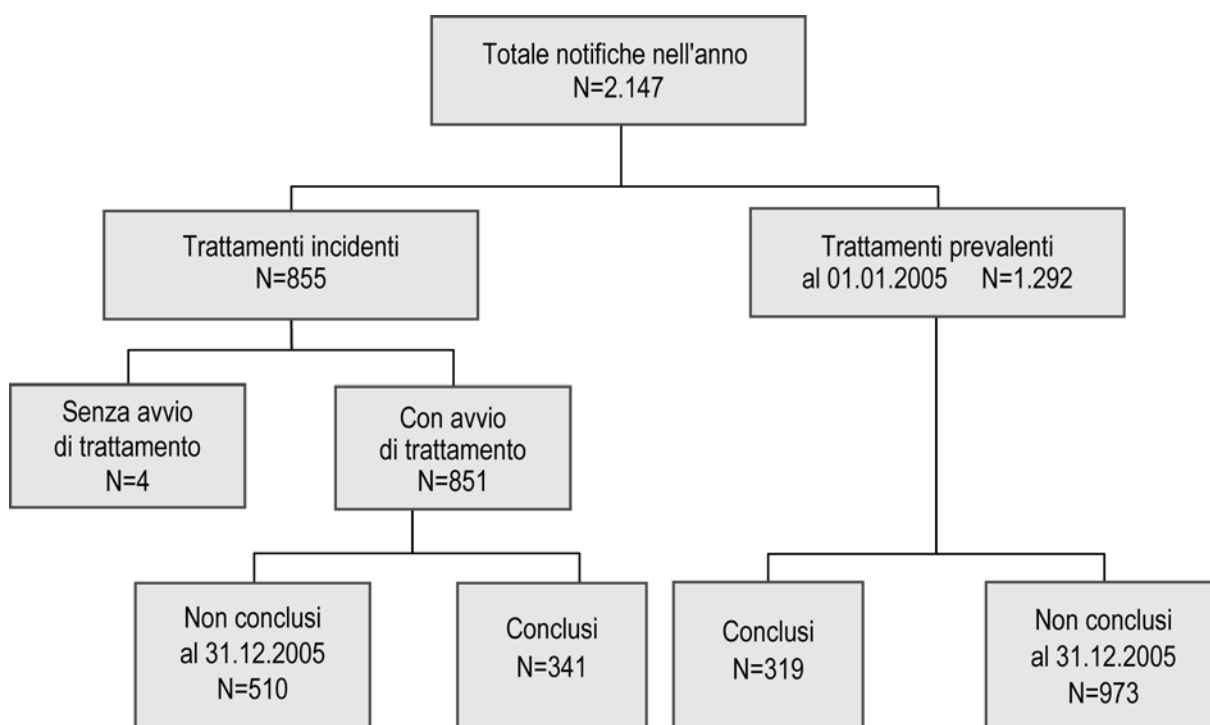 Totale notifiche nell'anno
N=2.147
Trattamenti incidenti
N=855
Trattamenti prevalenti
al 01.01.2005 N=1.292
Senza avvio
di trattamento
N=4
Con avvio
di trattamento
N=851
Non conclusi
al 31.12.2005
N=510
Conclusi
N=341
Conclusi
N=319
Non conclusi
al 31.12.2005
N=973